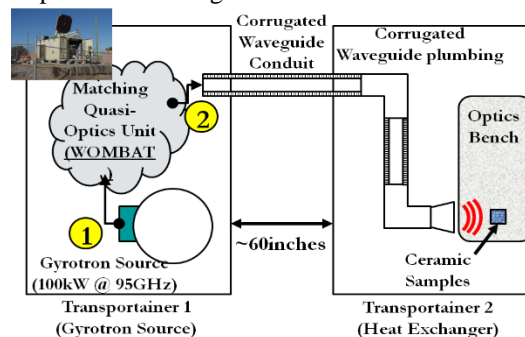 Corrugated
Waveguide
Conduit
Corrugated
Waveguide plumbing
Matching
Quasi-
Optics Unit
(WOMBAT
)
2
Optics
Bench
1
~60inches
Gyrotron Source
(100kW @ 95GHz)
Ceramic
Samples
Transportainer 1
(Gyrotron Source)
Transportainer 2
(Heat Exchanger)